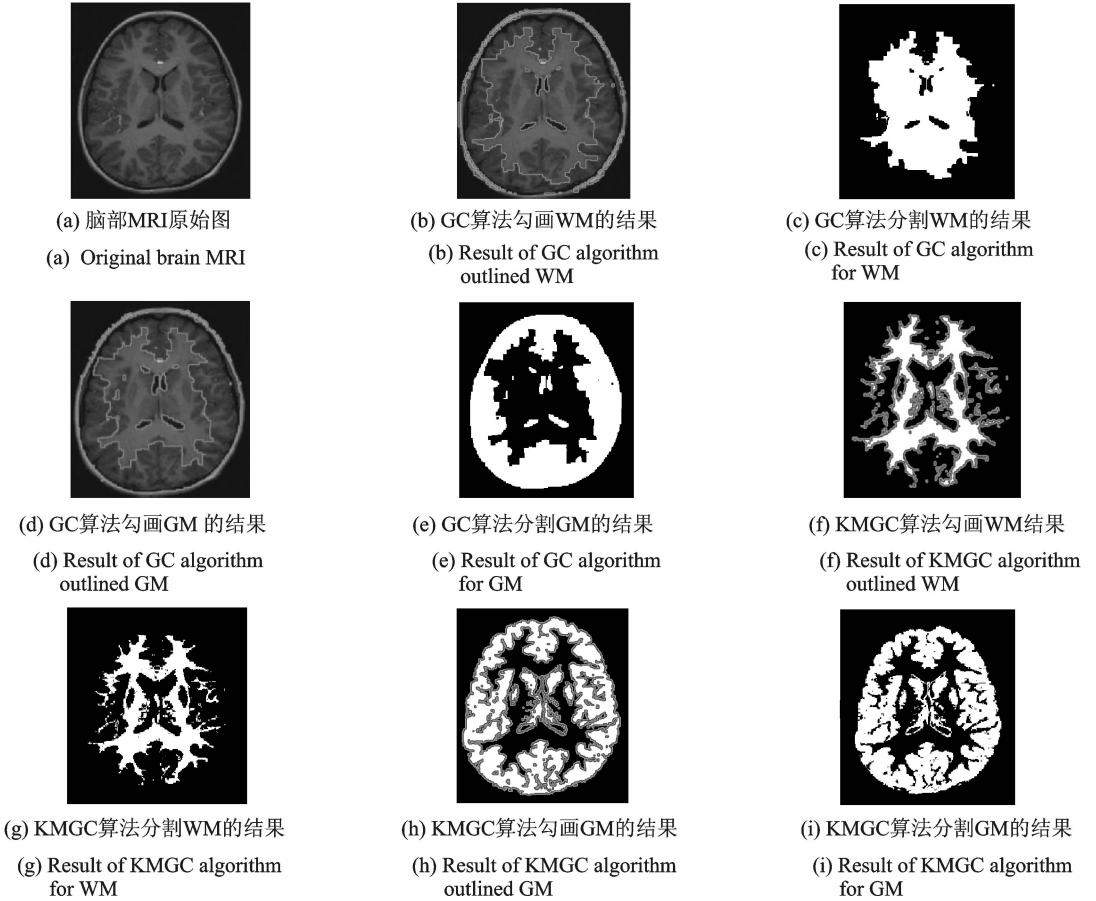 (a) 脑部MRI原始图
(a) Original brain MRI
(b) GC算法勾画WM的结果
(b) Result of GC algorithm
outlined WM
(c) GC算法分割WM的结果
(c) Result of GC algorithm
for WM
(d) GC算法勾画GM 的结果
(d) Result of GC algorithm
outlined GM
(e) GC算法分割GM的结果
(e) Result of GC algorithm
for GM
(f) KMGC算法勾画WM结果
(f) Result of KMGC algorithm
outlined WM
(g) KMGC算法分割WM的结果
(g) Result of KMGC algorithm
for WM
(h) KMGC算法勾画GM的结果
(h) Result of KMGC algorithm
outlined GM
(i) KMGC算法分割GM的结果
(i) Result of KMGC algorithm
for GM